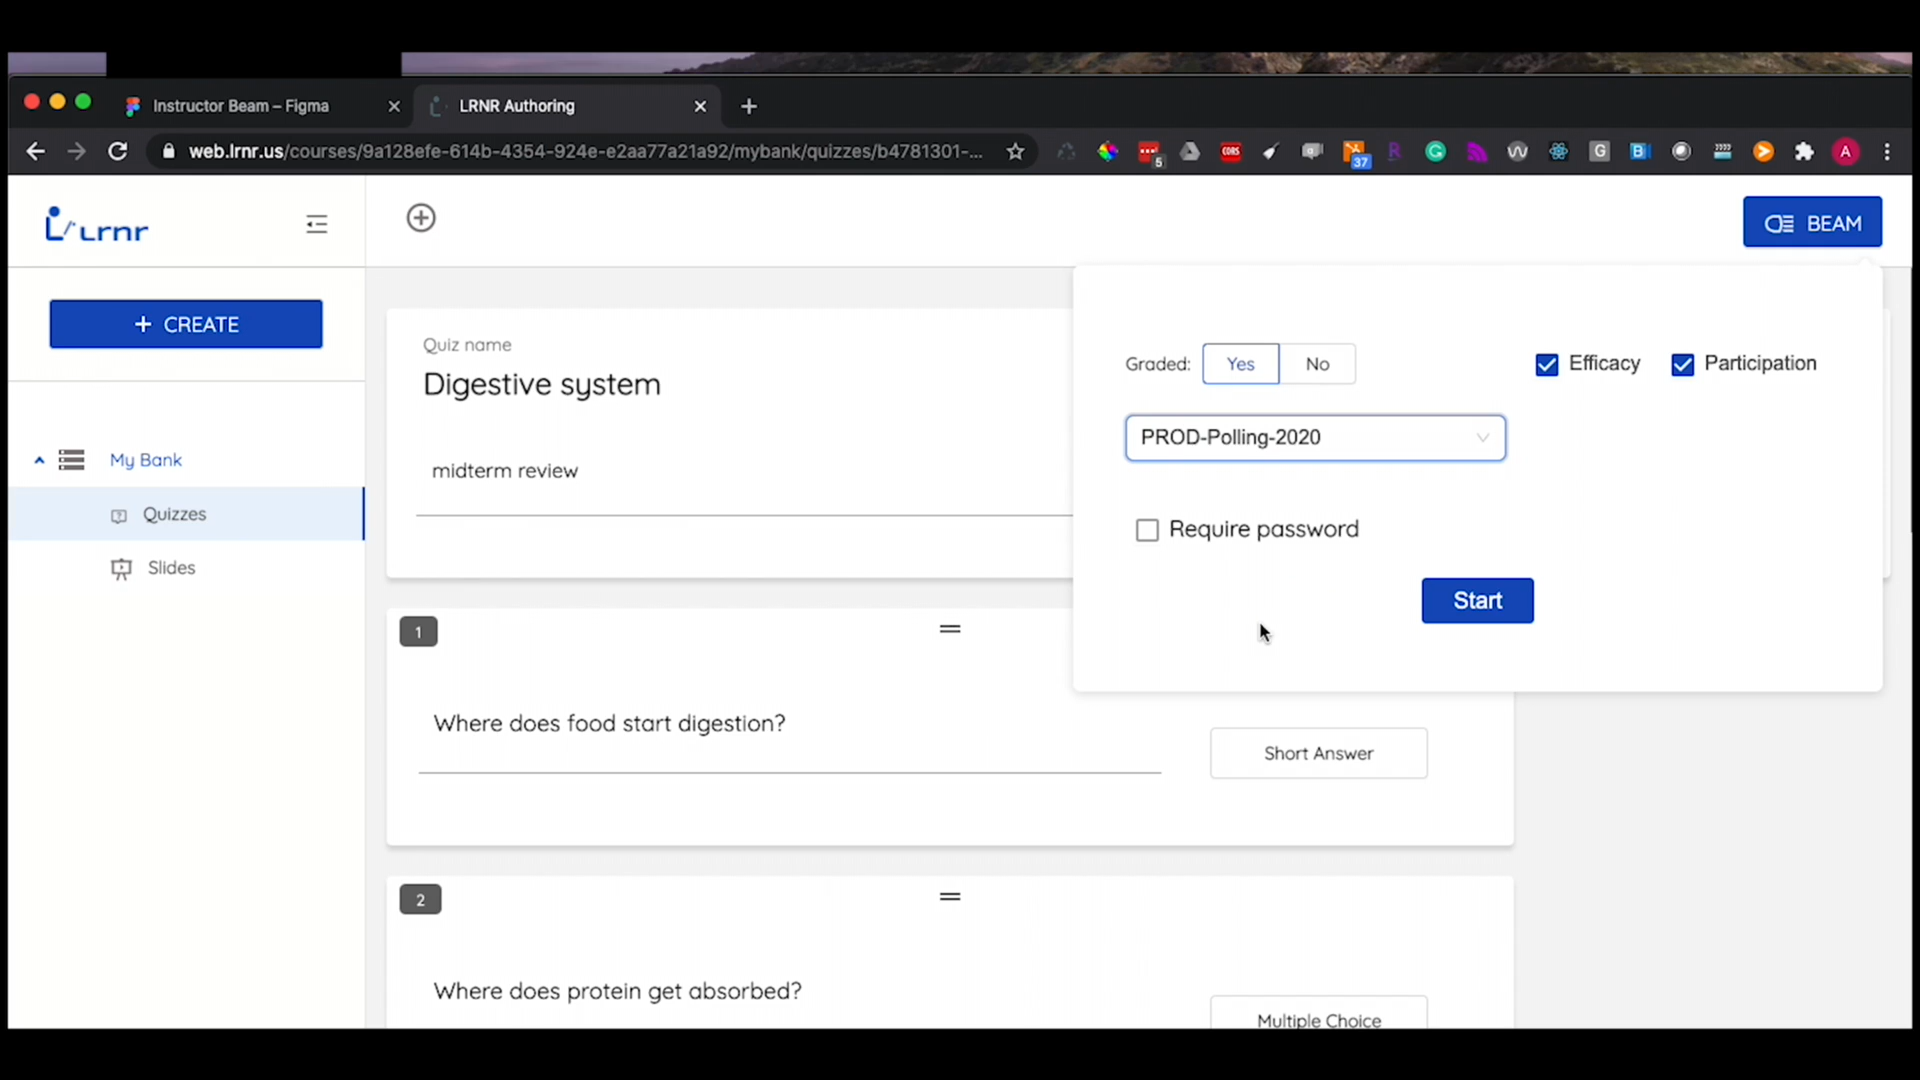 Instructor Beam – Figma
LRNR Authoring
web.lrnr.us/courses/9a128efe-614b-4354-924e-e2aa77a21a92/mybank/quizzes/b4781301-...
5
CORS
37
R
G
G
B
A
Lrnr
BEAM
+ CREATE
My Bank
Quizzes
Slides
Quiz name
Digestive system
midterm review
Graded: Yes No
Efficacy Participation
PROD-Polling-2020
Require password
Start
1
Where does food start digestion?
Short Answer
2
Where does protein get absorbed?
Multiple Choice